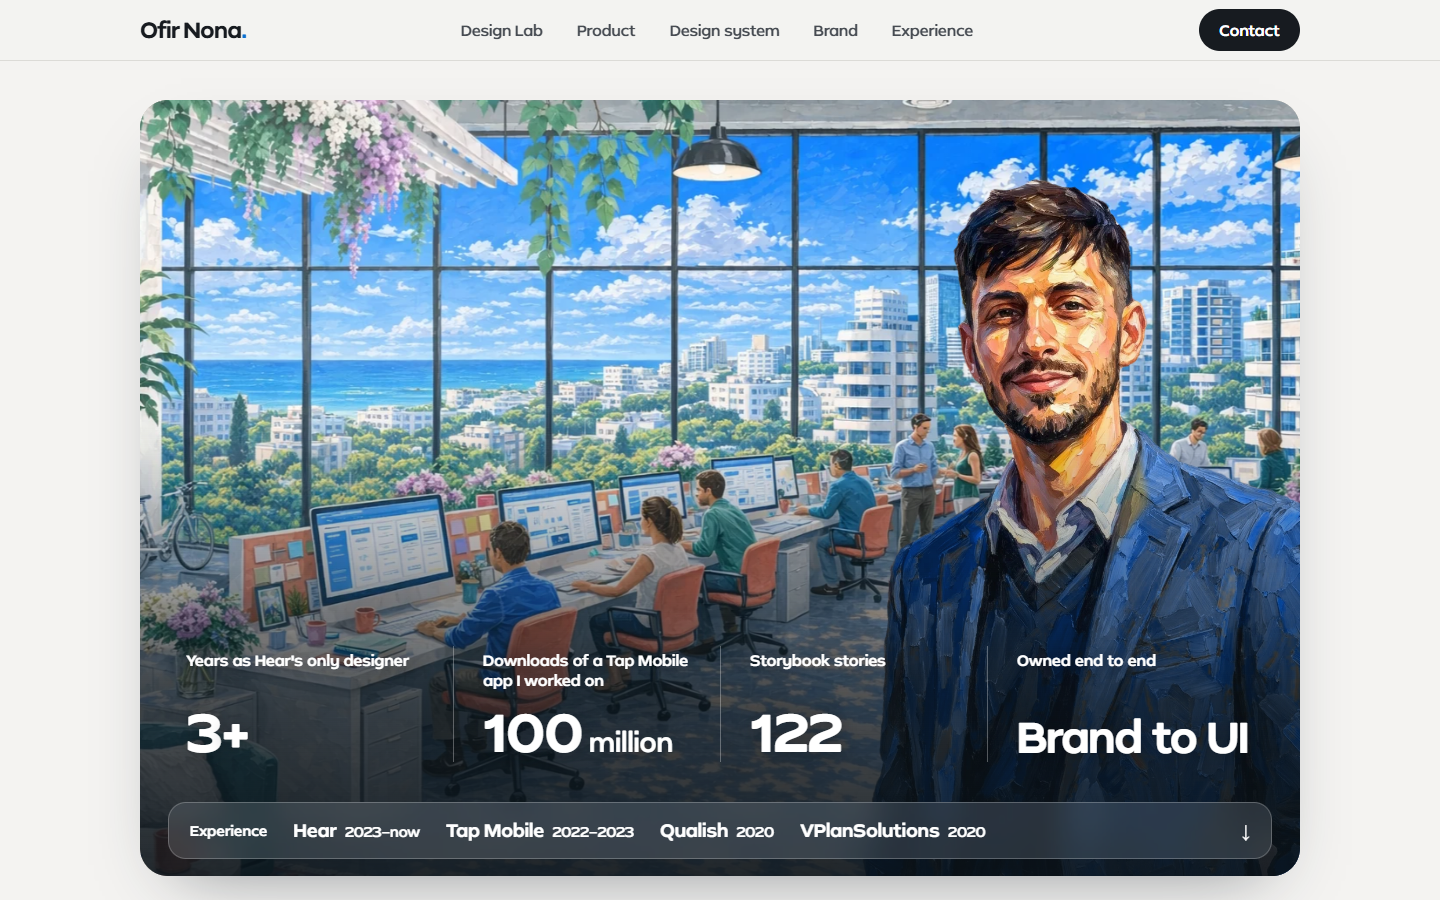 Ofir Nona.
Design Lab
Product
Design system
Brand
Experience
Contact
Years as Hear's only designer
3+
Downloads of a Tap Mobile
app I worked on
100 million
Storybook stories
122
Owned end to end
Brand to UI
Experience
Hear 2023–now
Tap Mobile 2022–2023
Qualish 2020
VPlanSolutions 2020
↓